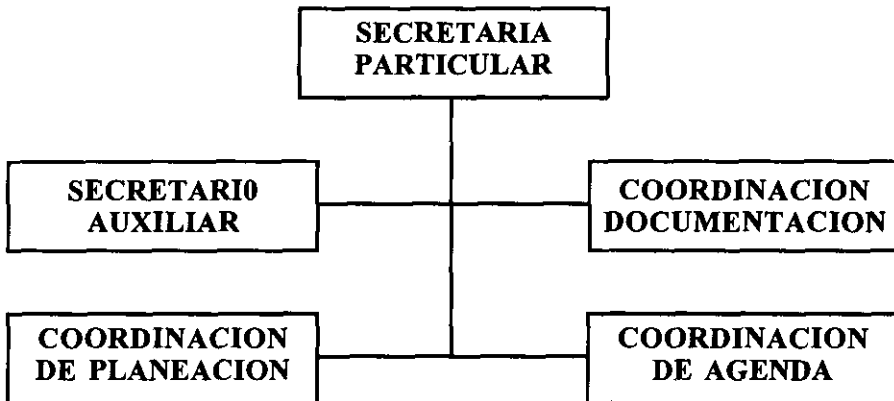 SECRETARIA
PARTICULAR
SECRETARI0
AUXILIAR
COORDINACION
DOCUMENTACION
COORDINACION
DE PLANEACION
COORDINACION
DE AGENDA